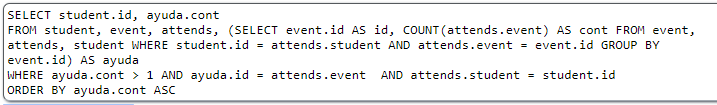 SELECT student.id, ayuda.cont
FROM student, event, attends, (SELECT event.id AS id, COUNT(attends.event) AS cont FROM event,
attends, student WHERE student.id = attends.student AND attends.event = event.id GROUP BY
event.id) AS ayuda
WHERE ayuda.cont > 1 AND ayuda.id = attends.event  AND attends.student = student.id
ORDER BY ayuda.cont ASC